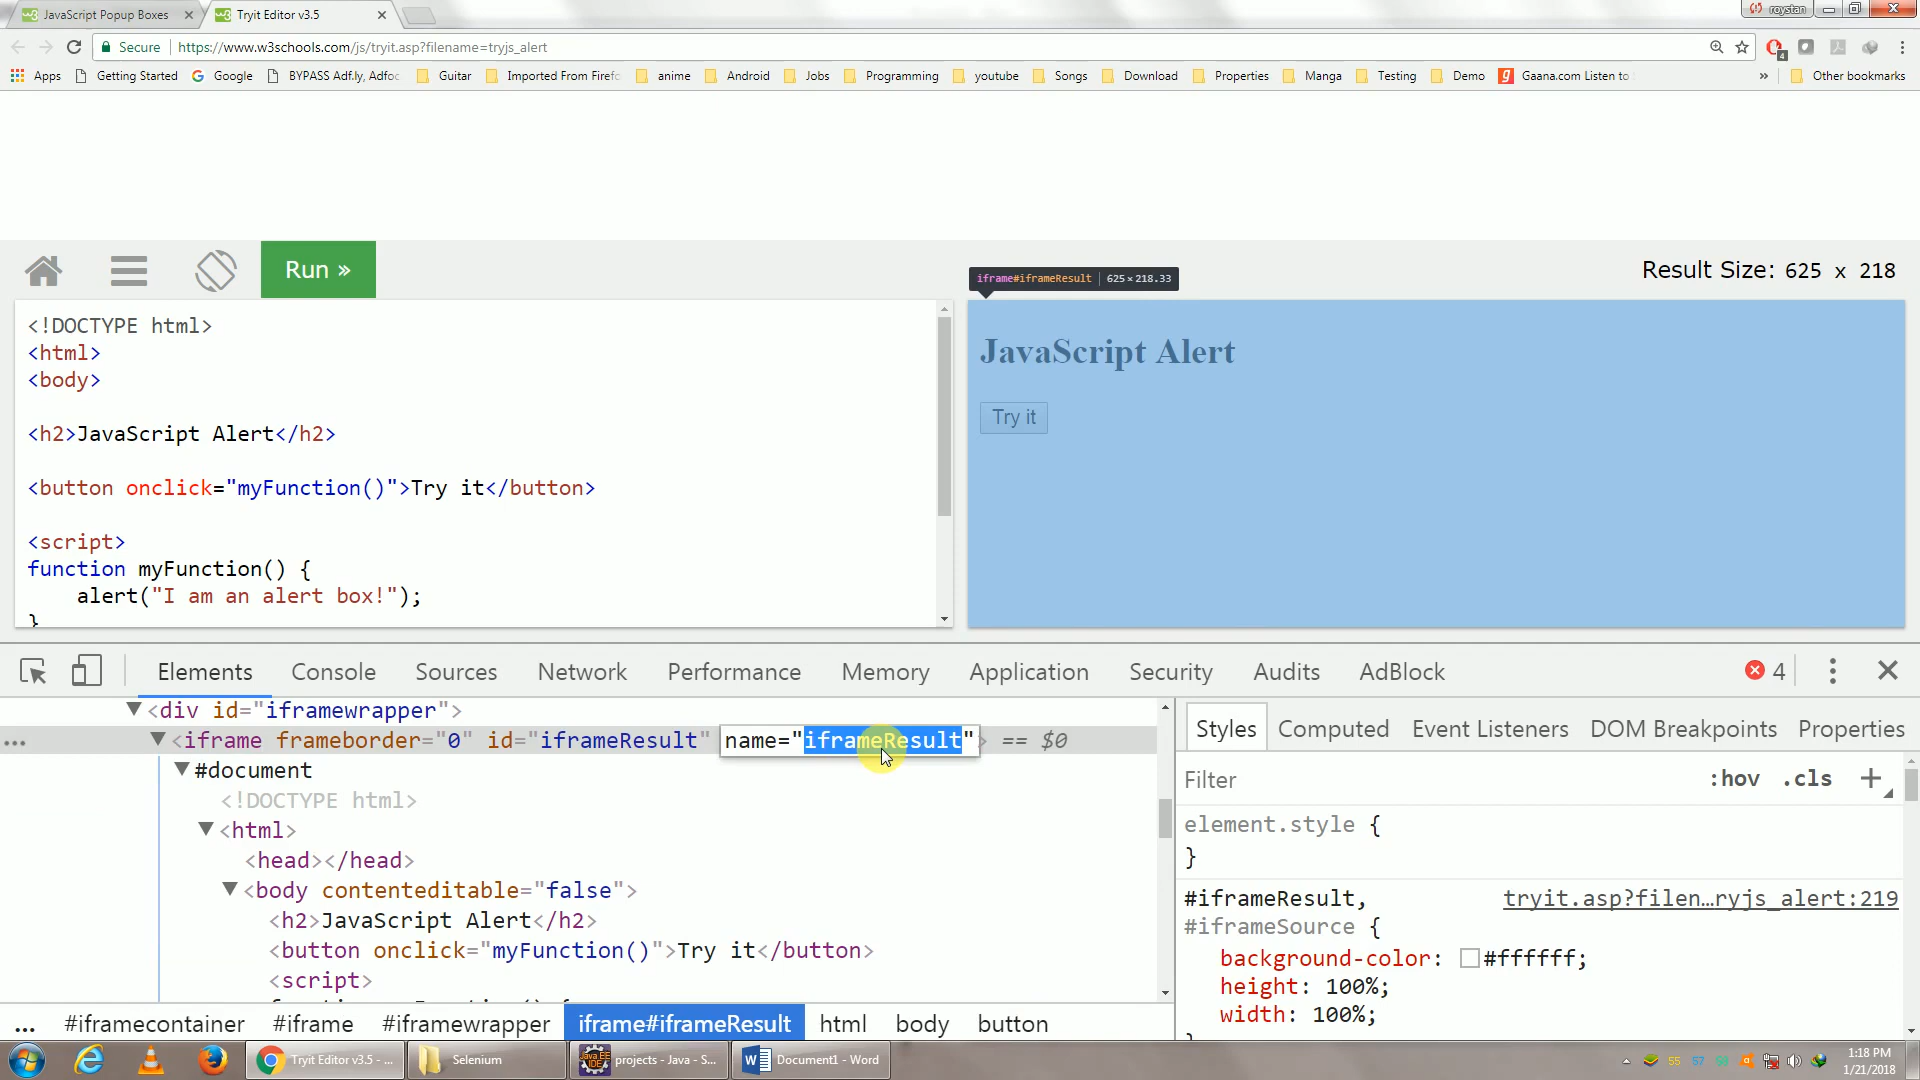 JavaScript Popup Boxes
Tryit Editor v3.5
roystan
Secure
https://www.w3schools.com/js/tryit.asp?filename=tryjs_alert
4
Apps
Getting Started
Google
BYPASS Adf.ly, Adfoc
Guitar
Imported From Firefo
anime
Android
Jobs
Programming
youtube
Songs
Download
Properties
Manga
Testing
Demo
Gaana.com Listen to
»
Other bookmarks
Run »
iframe#iframeResult
625 × 218.33
Result Size: 625 x 218
<!DOCTYPE html>
<html>
<body>
<h2>JavaScript Alert</h2>
<button onclick="myFunction()">Try it</button>
<script>
function myFunction() {
alert("I am an alert box!");
}
JavaScript Alert
Try it
Elements
Console
Sources
Network
Performance
Memory
Application
Security
Audits
AdBlock
4
<div id="iframewrapper">
... <iframe frameborder="0" id="iframeResult" name="iframeResult"> == $0
#document
<!DOCTYPE html>
<html>
<head></head>
<body contenteditable="false">
<h2>JavaScript Alert</h2>
<button onclick="myFunction()">Try it</button>
<script>
Styles
Computed
Event Listeners
DOM Breakpoints
Properties
Filter
:hov
.cls
+
element.style {
}
#iframeResult,
tryit.asp?filen…ryjs_alert:219
#iframeSource {
background-color: #ffffff;
height: 100%;
width: 100%;
...
#iframecontainer
#iframe
#iframewrapper
iframe#iframeResult
html
body
button
Tryit Editor v3.5 - ...
Selenium
projects - Java - S...
Document1 - Word
55
57
58
1:18 PM
1/21/2018